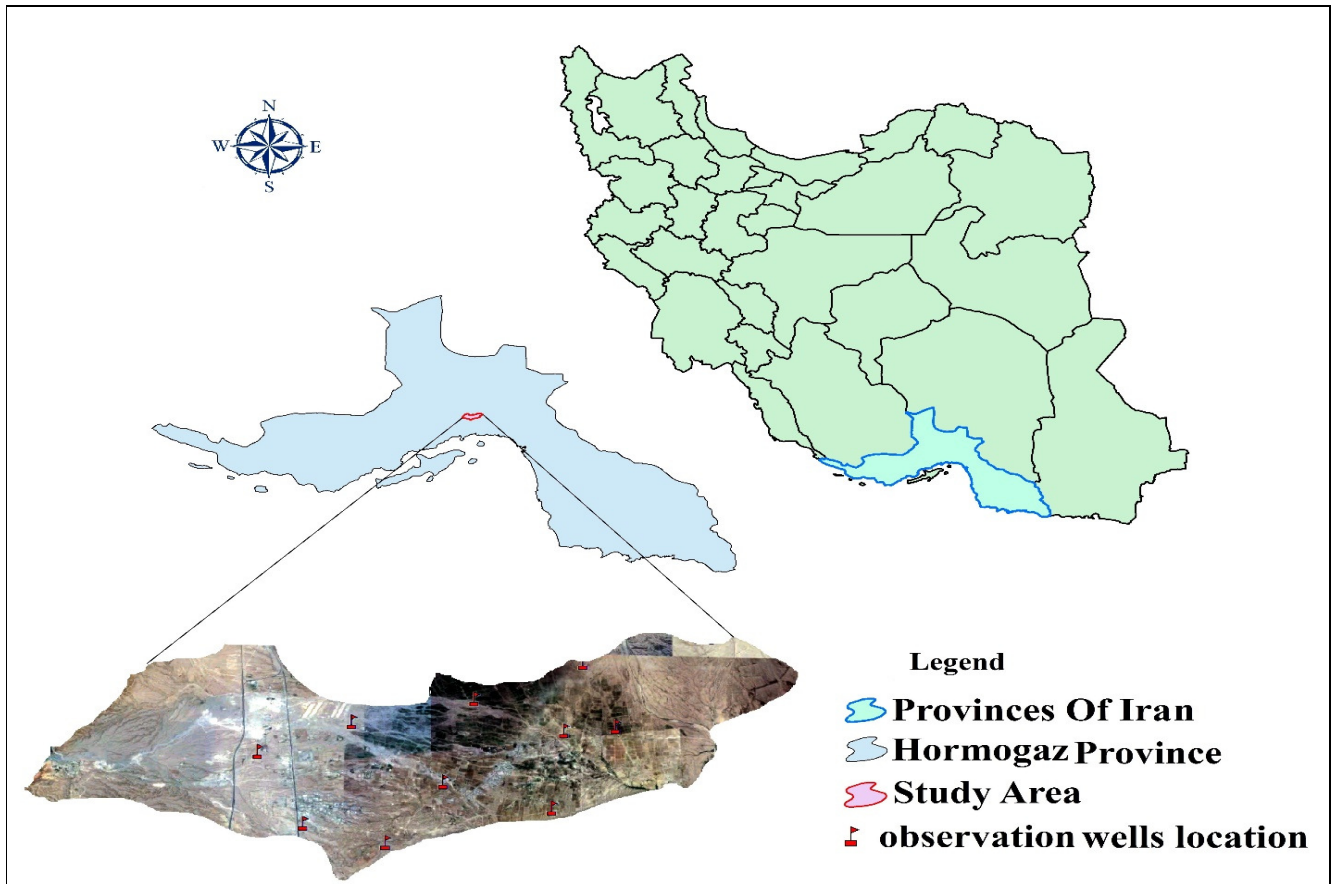 N
W E
S
Legend
Provinces Of Iran
Hormogaz Province
Study Area
observation wells location